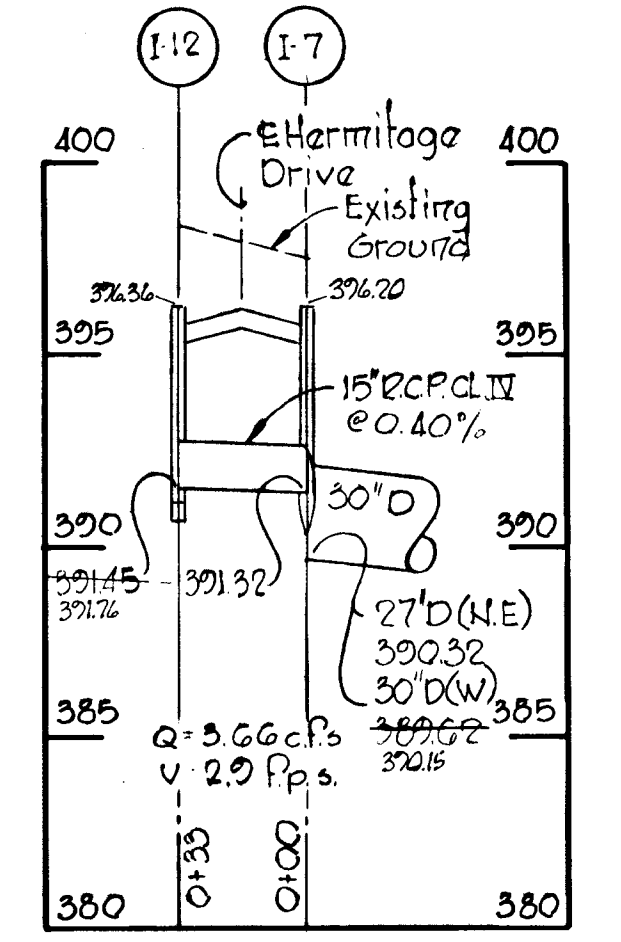 I-12
I-7
400
400
℄ Hermitage
Drive
Existing
Ground
396.36
396.20
395
395
15" R.C.P. CL. IV
@ 0.40%
30" D
390
390
391.45 - 391.32
391.76
27" D (N.E)
390.32
30" D (W)
389.62
390.15
385
385
Q = 3.66 c.f.s
V = 2.9 f.p.s.
0+33
0+00
380
380